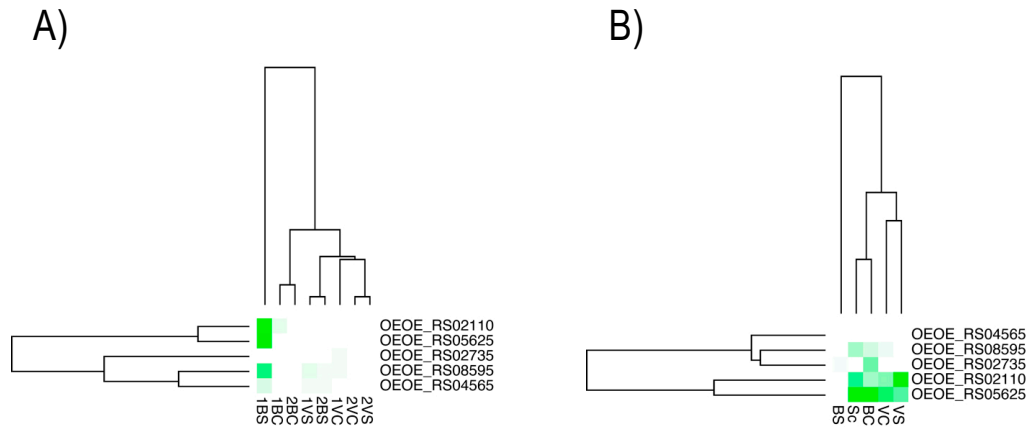 A)
B)
OEOE_RS02110
OEOE_RS05625
OEOE_RS02735
OEOE_RS08595
OEOE_RS04565
1BS
1BC
2BC
1VS
2BS
1VC
2VC
2VS
OEOE_RS04565
OEOE_RS08595
OEOE_RS02735
OEOE_RS02110
OEOE_RS05625
BS
Sc
BC
VC
VS